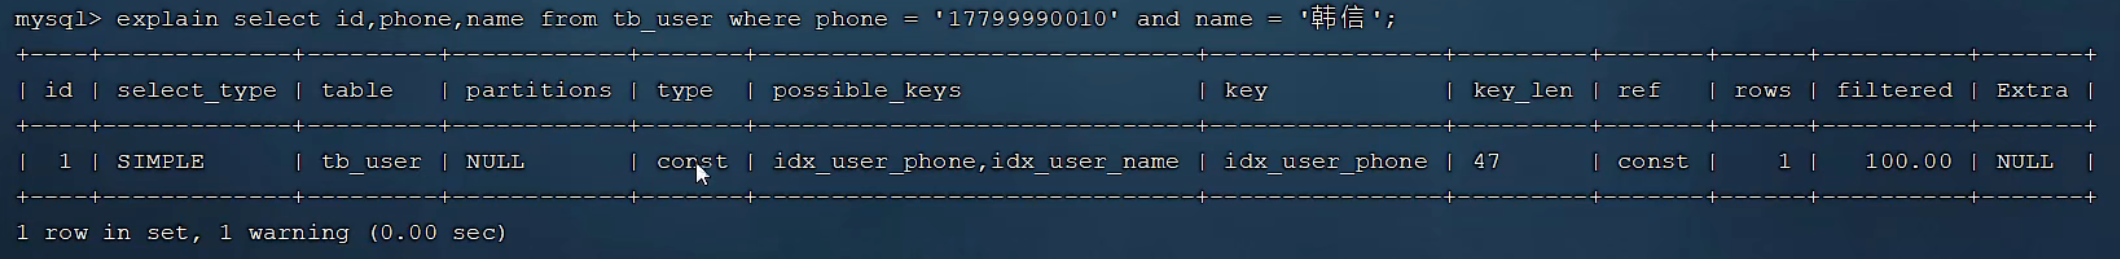 mysql> explain select id,phone,name from tb_user where phone = '17799990010' and name = '韩信';
+----+-------------+---------+------------+-------+------------------------------+----------------+---------+-------+------+----------+-------+
| id | select_type | table   | partitions | type  | possible_keys                | key            | key_len | ref   | rows | filtered | Extra |
+----+-------------+---------+------------+-------+------------------------------+----------------+---------+-------+------+----------+-------+
|  1 | SIMPLE      | tb_user | NULL       | const | idx_user_phone,idx_user_name | idx_user_phone | 47      | const |    1 |   100.00 | NULL  |
+----+-------------+---------+------------+-------+------------------------------+----------------+---------+-------+------+----------+-------+
1 row in set, 1 warning (0.00 sec)